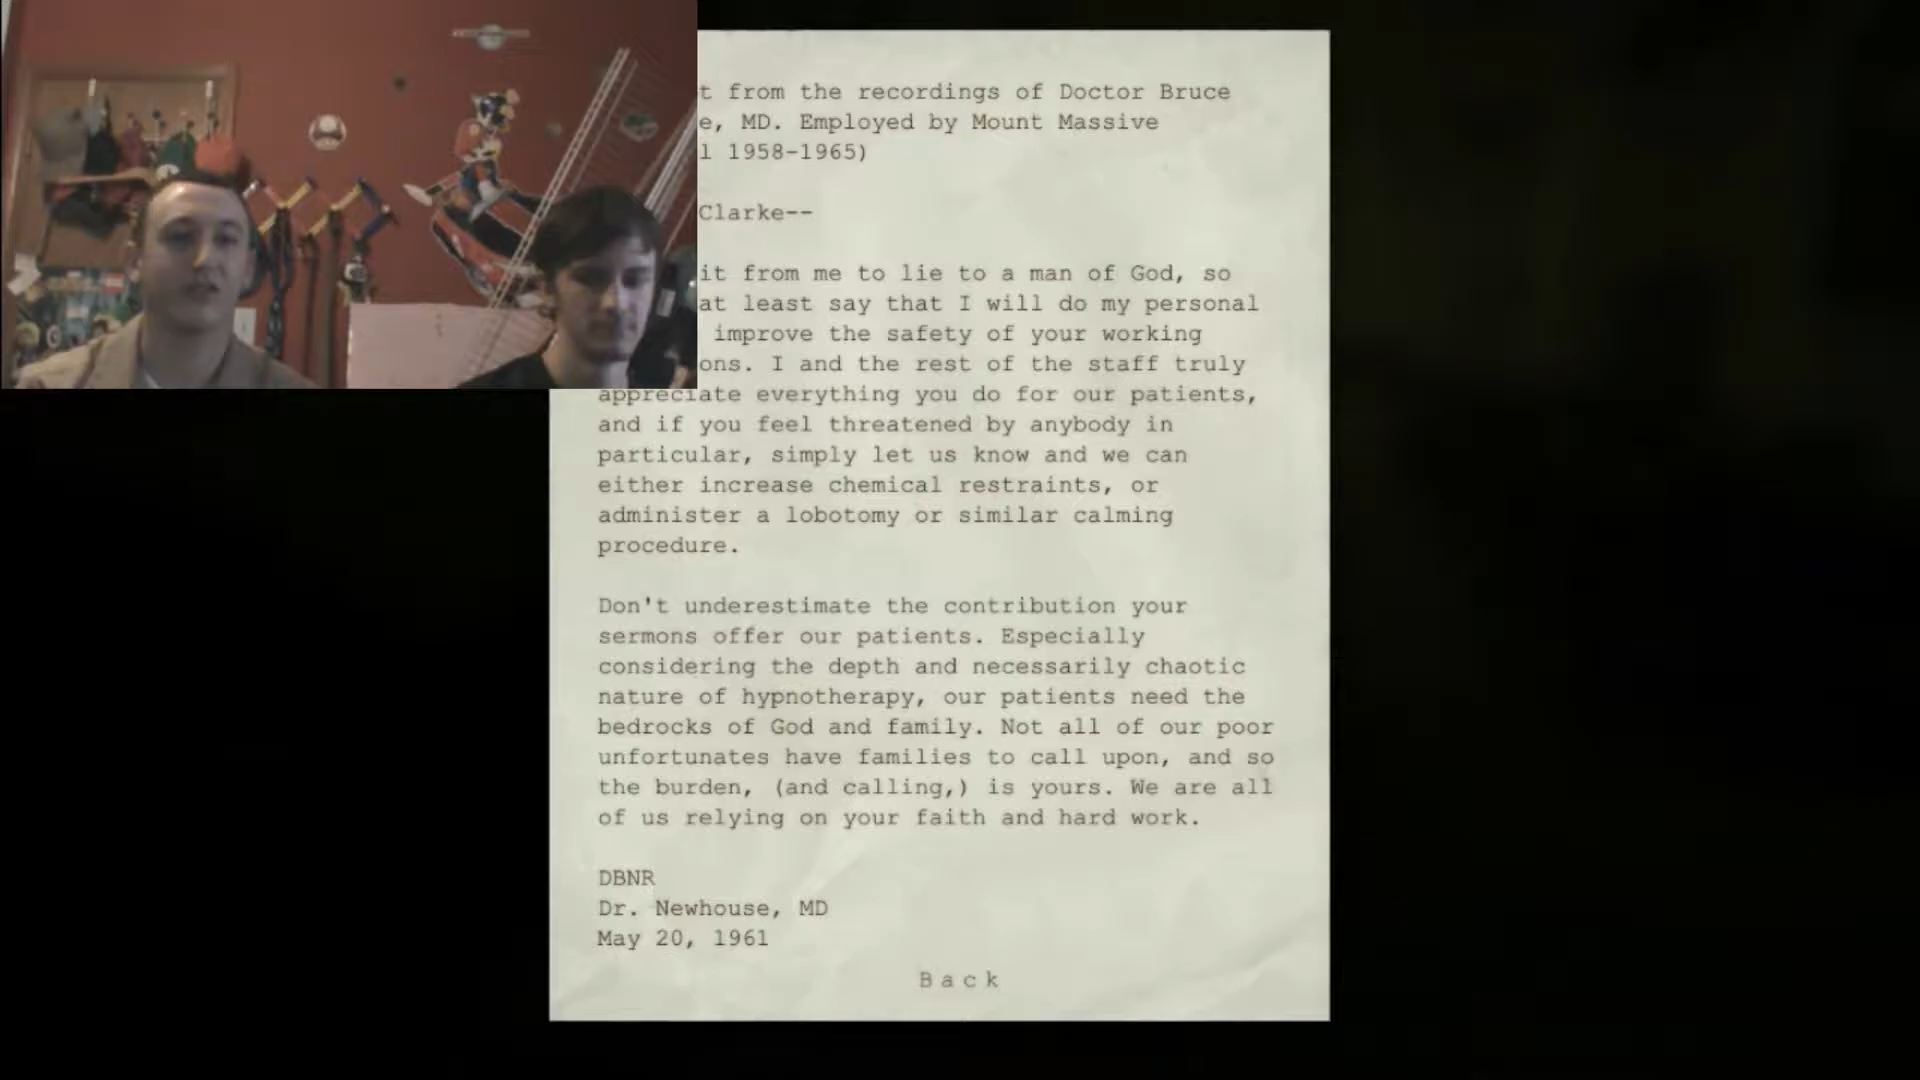 t from the recordings of Doctor Bruce
e, MD. Employed by Mount Massive
l 1958-1965)
Clarke--
it from me to lie to a man of God, so
at least say that I will do my personal
improve the safety of your working
ons. I and the rest of the staff truly
appreciate everything you do for our patients,
and if you feel threatened by anybody in
particular, simply let us know and we can
either increase chemical restraints, or
administer a lobotomy or similar calming
procedure.
Don't underestimate the contribution your
sermons offer our patients. Especially
considering the depth and necessarily chaotic
nature of hypnotherapy, our patients need the
bedrocks of God and family. Not all of our poor
unfortunates have families to call upon, and so
the burden, (and calling,) is yours. We are all
of us relying on your faith and hard work.
DBNR
Dr. Newhouse, MD
May 20, 1961
Back